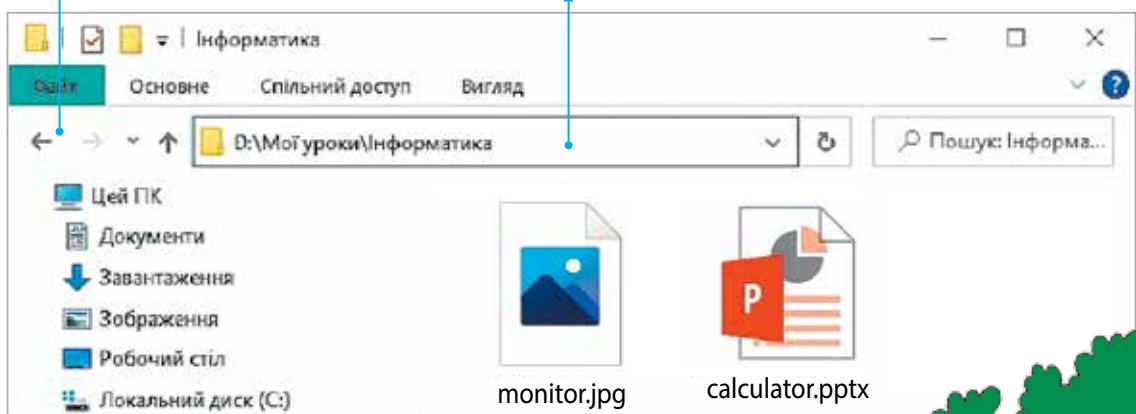 Інформатика
Файл Основне Спільний доступ Вигляд
D:\Мої уроки\Інформатика Пошук: Інформа...
Цей ПК
Документи
Завантаження
Зображення
Робочий стіл
Локальний диск (C:)
monitor.jpg calculator.pptx